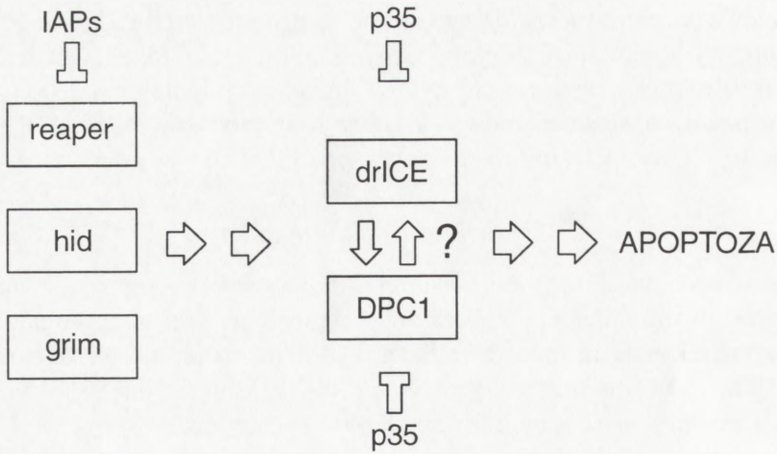 IAPs
p35
reaper
drICE
hid
?
APOPTOZA
DPC1
grim
p35